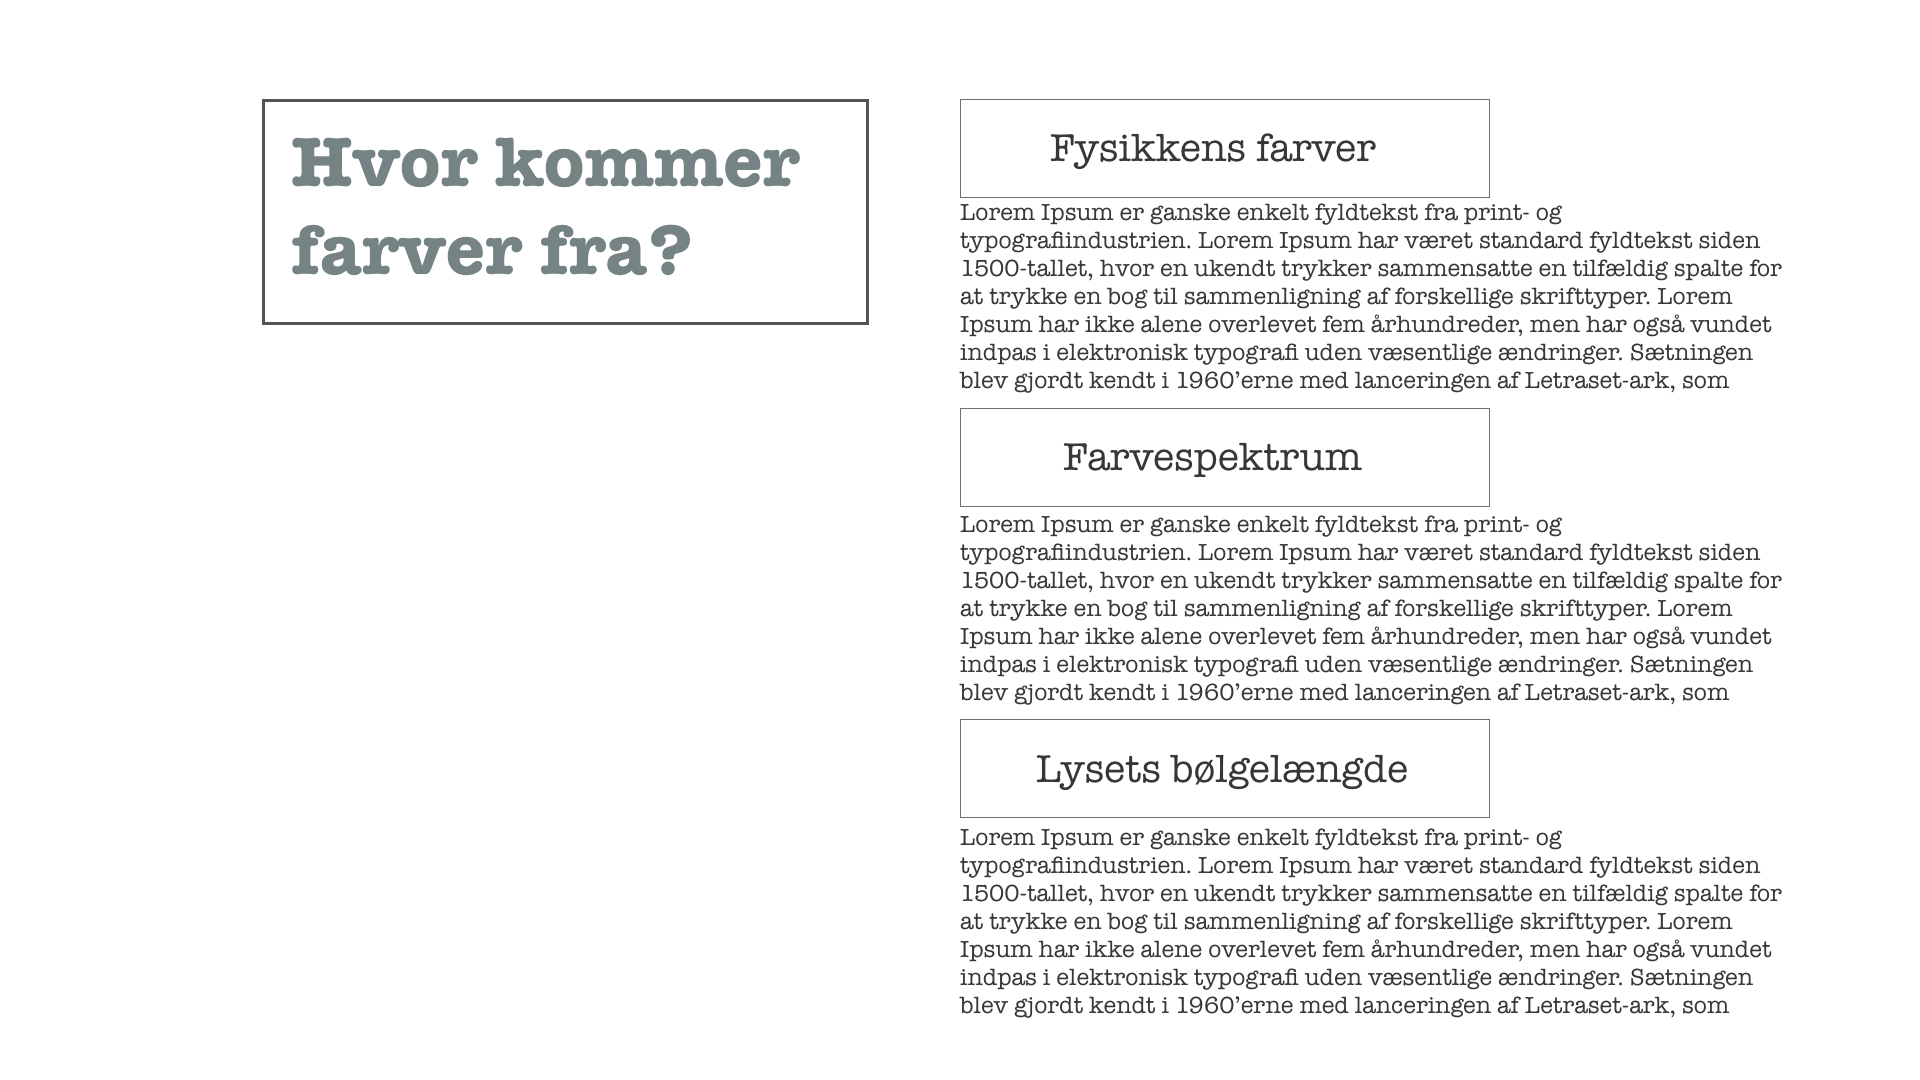 Hvor kommer
farver fra?
Fysikkens farver
Lorem Ipsum er ganske enkelt fyldtekst fra print- og
typografiindustrien. Lorem Ipsum har været standard fyldtekst siden
1500-tallet, hvor en ukendt trykker sammensatte en tilfældig spalte for
at trykke en bog til sammenligning af forskellige skrifttyper. Lorem
Ipsum har ikke alene overlevet fem århundreder, men har også vundet
indpas i elektronisk typografi uden væsentlige ændringer. Sætningen
blev gjordt kendt i 1960’erne med lanceringen af Letraset-ark, som
Farvespektrum
Lorem Ipsum er ganske enkelt fyldtekst fra print- og
typografiindustrien. Lorem Ipsum har været standard fyldtekst siden
1500-tallet, hvor en ukendt trykker sammensatte en tilfældig spalte for
at trykke en bog til sammenligning af forskellige skrifttyper. Lorem
Ipsum har ikke alene overlevet fem århundreder, men har også vundet
indpas i elektronisk typografi uden væsentlige ændringer. Sætningen
blev gjordt kendt i 1960’erne med lanceringen af Letraset-ark, som
Lysets bølgelængde
Lorem Ipsum er ganske enkelt fyldtekst fra print- og
typografiindustrien. Lorem Ipsum har været standard fyldtekst siden
1500-tallet, hvor en ukendt trykker sammensatte en tilfældig spalte for
at trykke en bog til sammenligning af forskellige skrifttyper. Lorem
Ipsum har ikke alene overlevet fem århundreder, men har også vundet
indpas i elektronisk typografi uden væsentlige ændringer. Sætningen
blev gjordt kendt i 1960’erne med lanceringen af Letraset-ark, som